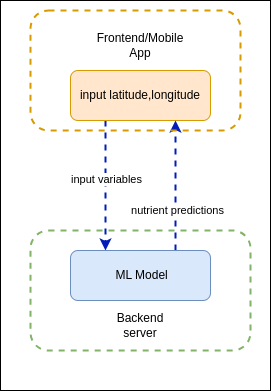 Frontend/Mobile
App
input latitude,longitude
input variables
nutrient predictions
ML Model
Backend
server